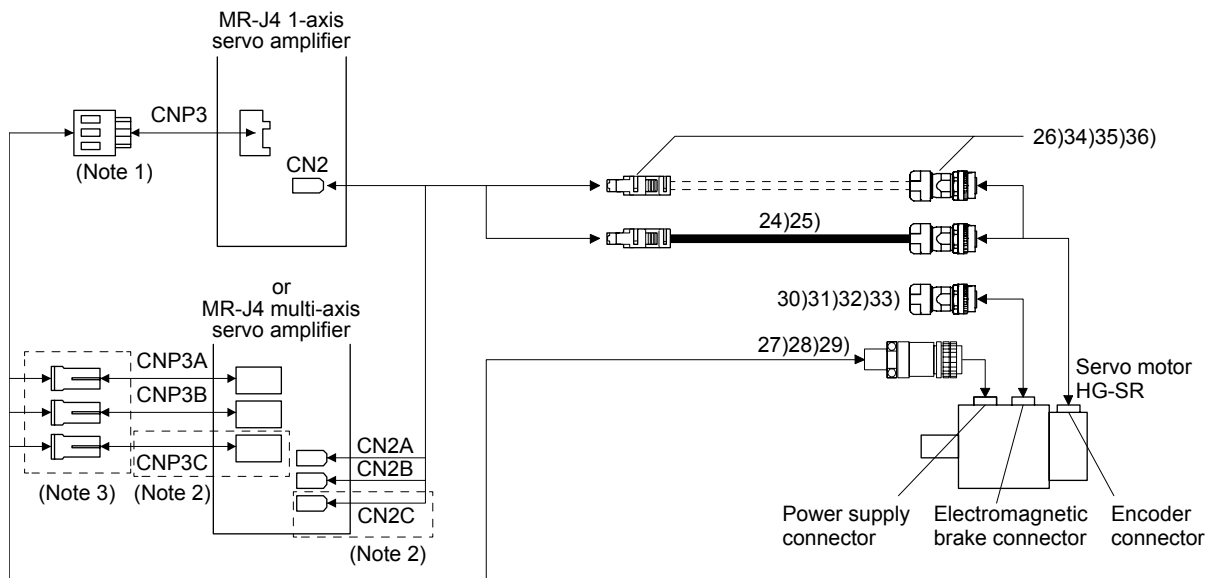 MR-J4 1-axis
servo amplifier
CNP3
(Note 1)
CN2
26)34)35)36)
24)25)
or
MR-J4 multi-axis
servo amplifier
30)31)32)33)
27)28)29)
CNP3A
CNP3B
CNP3C
(Note 3)
(Note 2)
CN2A
CN2B
CN2C
(Note 2)
Servo motor
HG-SR
Power supply
connector
Electromagnetic
brake connector
Encoder
connector